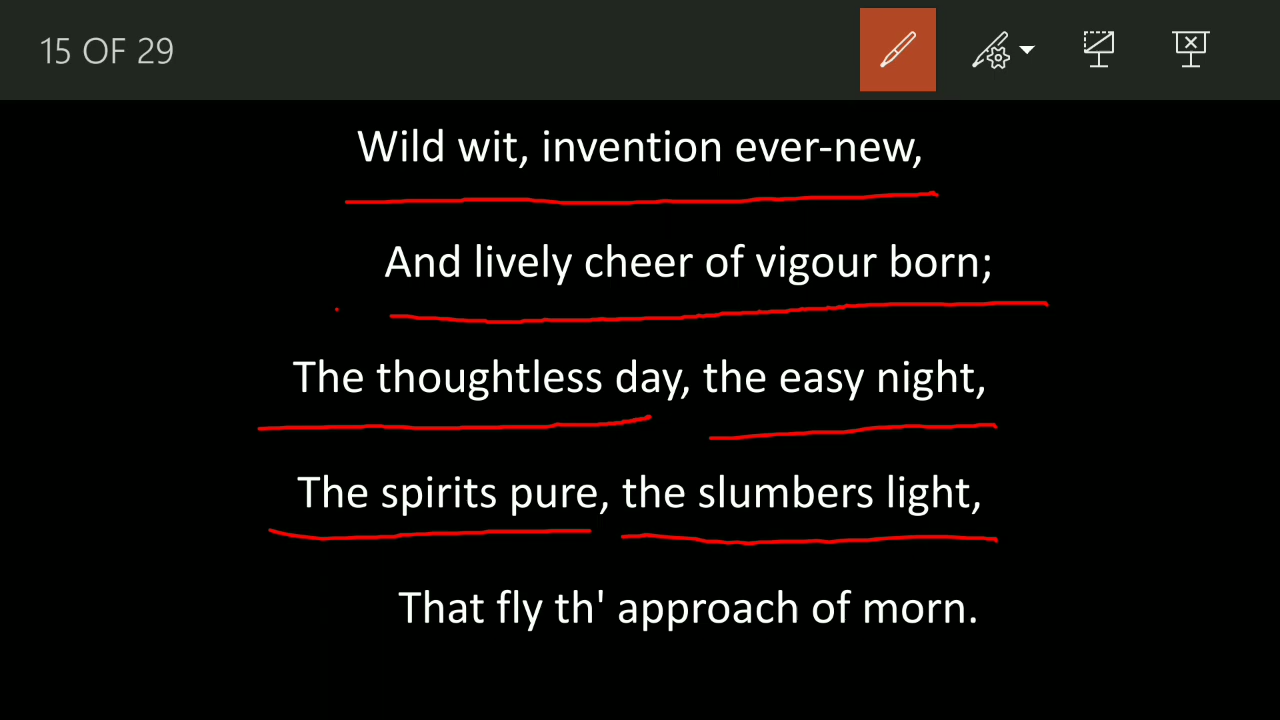 15 OF 29
Wild wit, invention ever-new,
And lively cheer of vigour born;
The thoughtless day, the easy night,
The spirits pure, the slumbers light,
That fly th' approach of morn.